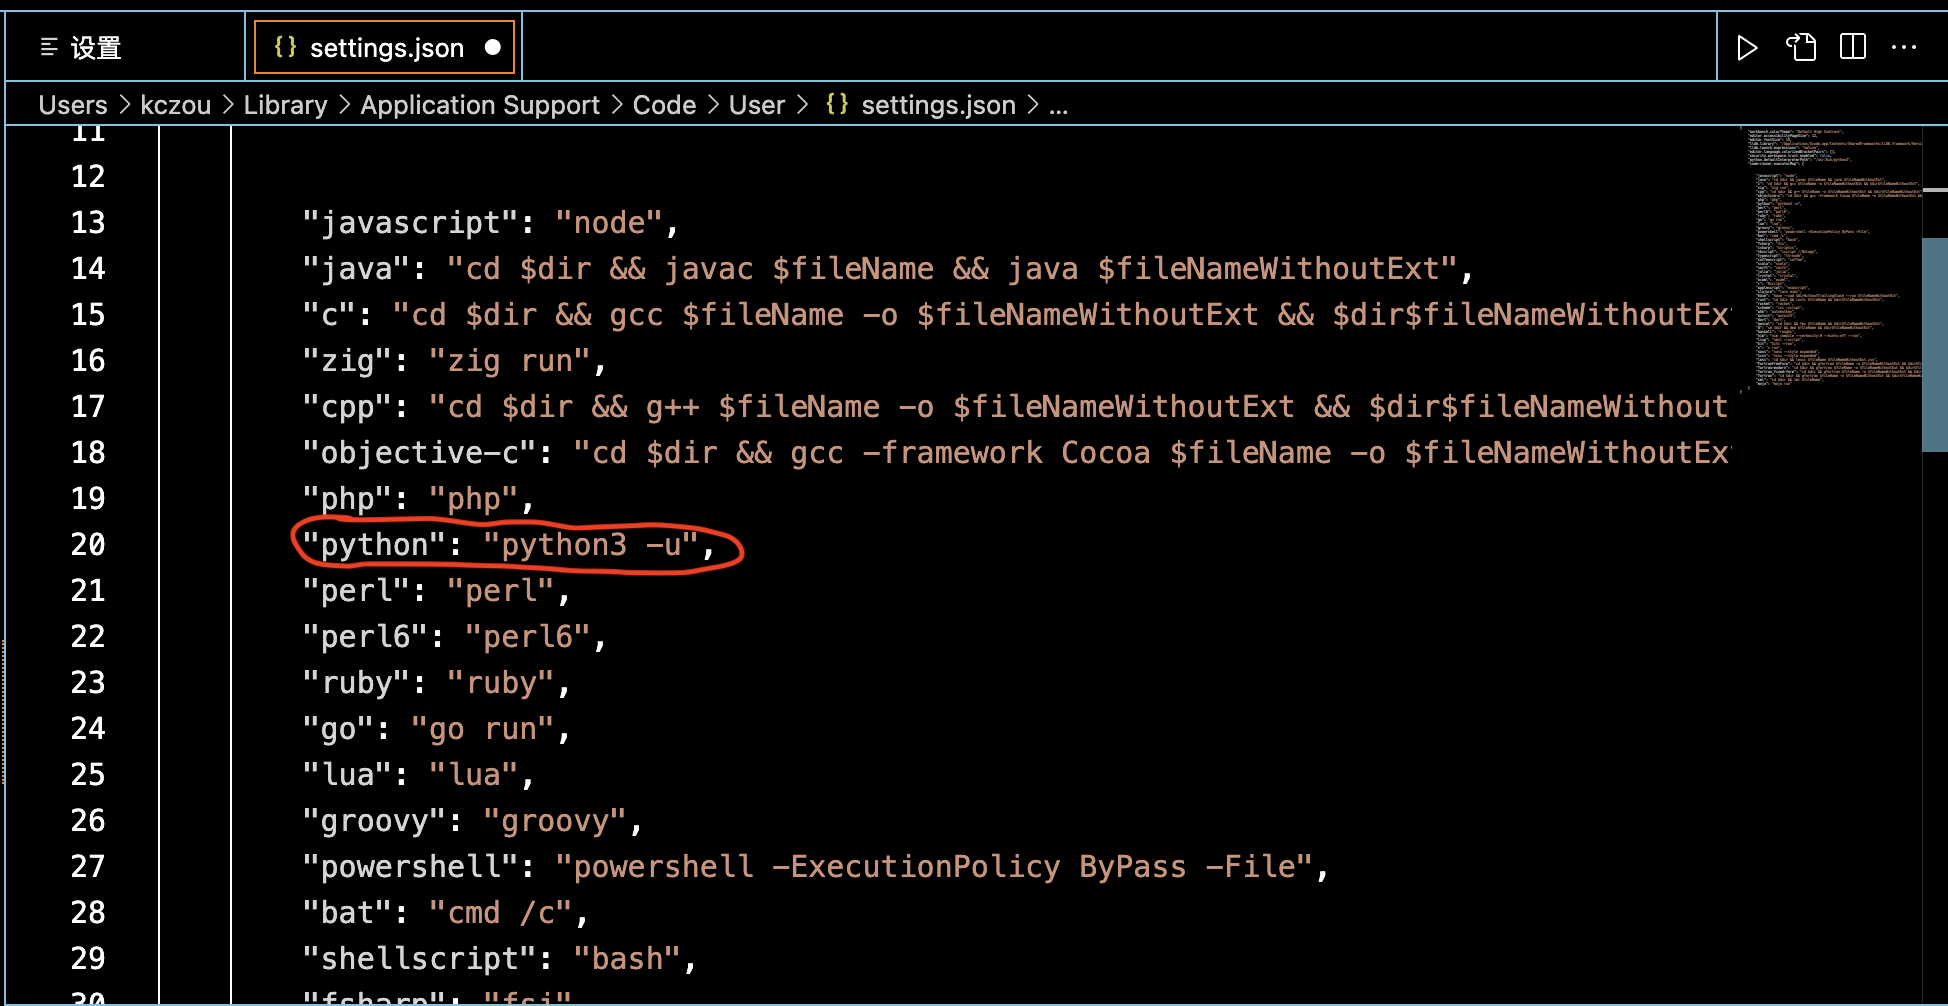 设置
{} settings.json
Users > kczou > Library > Application Support > Code > User > {} settings.json > ...
11
12
13 "javascript": "node",
14 "java": "cd $dir && javac $fileName && java $fileNameWithoutExt",
15 "c": "cd $dir && gcc $fileName -o $fileNameWithoutExt && $dir$fileNameWithoutEx
16 "zig": "zig run",
17 "cpp": "cd $dir && g++ $fileName -o $fileNameWithoutExt && $dir$fileNameWithout
18 "objective-c": "cd $dir && gcc -framework Cocoa $fileName -o $fileNameWithoutEx
19 "php": "php",
20 "python": "python3 -u",
21 "perl": "perl",
22 "perl6": "perl6",
23 "ruby": "ruby",
24 "go": "go run",
25 "lua": "lua",
26 "groovy": "groovy",
27 "powershell": "powershell -ExecutionPolicy ByPass -File",
28 "bat": "cmd /c",
29 "shellscript": "bash",
30 "fsharp": "fsi"